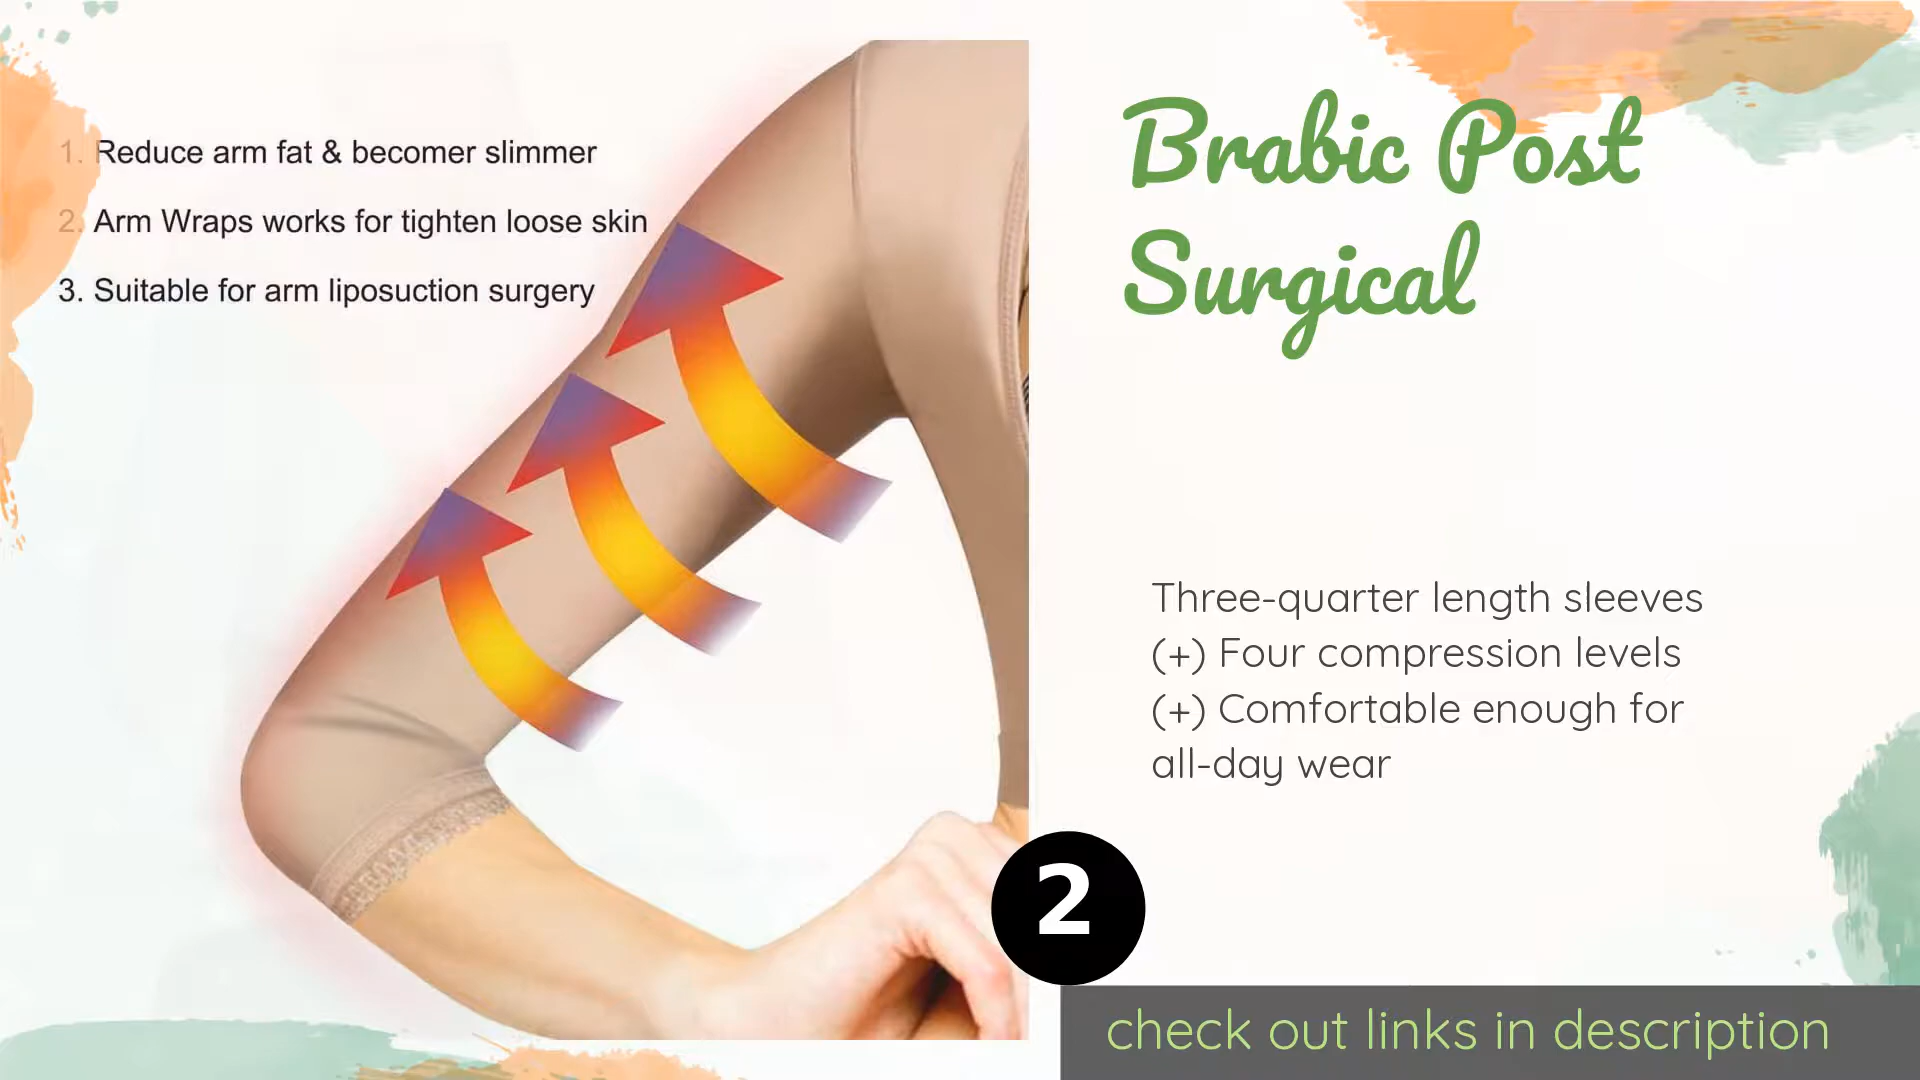 1. Reduce arm fat & becomer slimmer
2. Arm Wraps works for tighten loose skin
3. Suitable for arm liposuction surgery
Brabic Post
Surgical
Three-quarter length sleeves
(+) Four compression levels
(+) Comfortable enough for
all-day wear
2
check out links in description